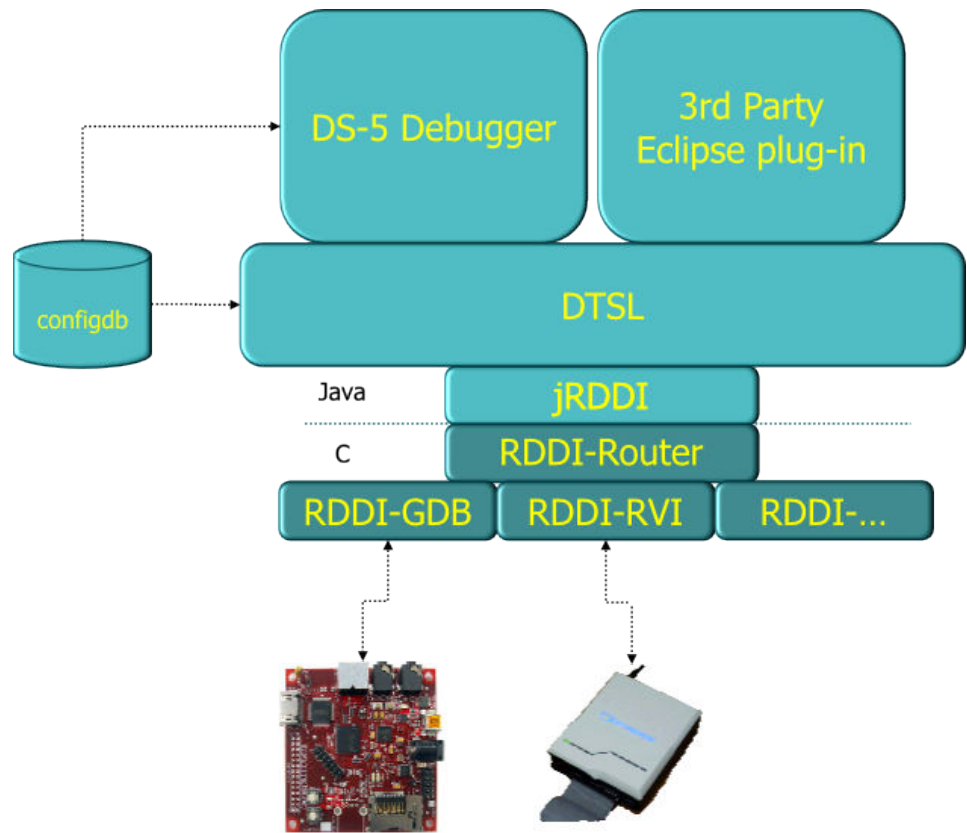 DS-5 Debugger
3rd Party
Eclipse plug-in
configdb
DTSL
Java
jRDDI
C
RDDI-Router
RDDI-GDB
RDDI-RVI
RDDI-...